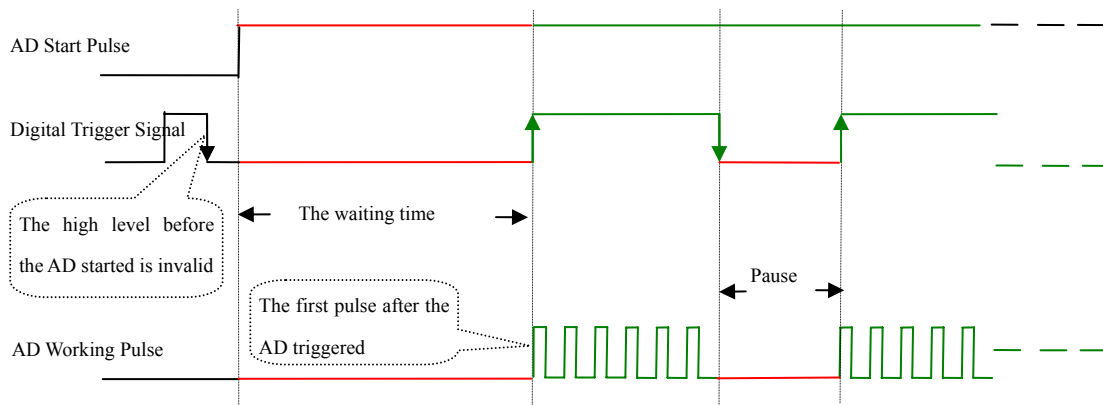 AD Start Pulse
Digital Trigger Signal
The high level before
the AD started is invalid
The waiting time
Pause
The first pulse after the
AD triggered
AD Working Pulse